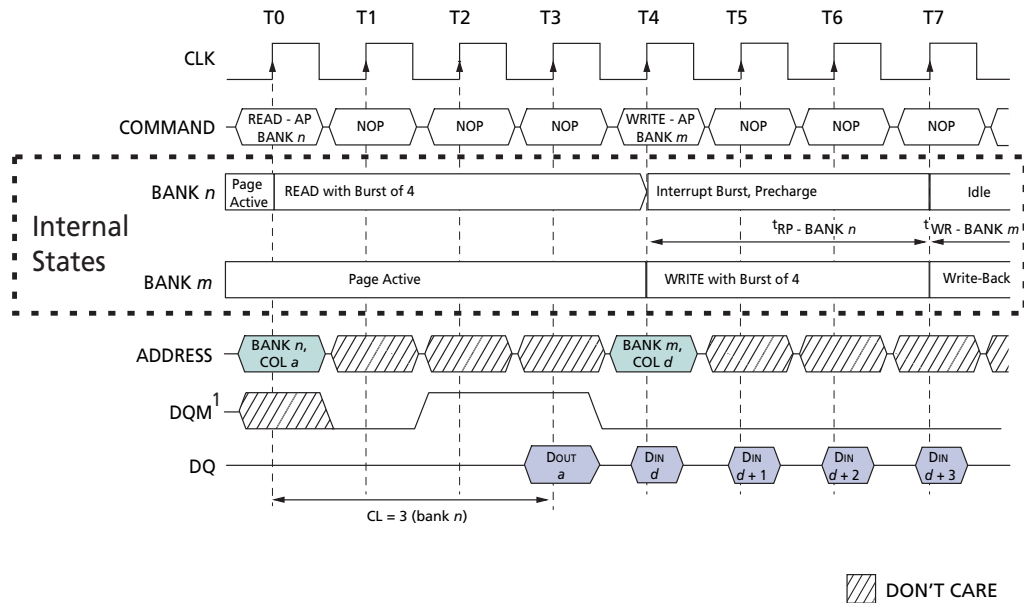 T0 T1 T2 T3 T4 T5 T6 T7
CLK
COMMAND
READ - AP
BANK n
NOP
NOP
NOP
WRITE - AP
BANK m
NOP
NOP
NOP
Internal
States
BANK n
Page
Active
READ with Burst of 4
Interrupt Burst, Precharge
Idle
tRP - BANK n
tWR - BANK m
BANK m
Page Active
WRITE with Burst of 4
Write-Back
ADDRESS
BANK n,
COL a
BANK m,
COL d
DQM1
DQ
DOUT
a
DIN
d
DIN
d + 1
DIN
d + 2
DIN
d + 3
CL = 3 (bank n)
DON'T CARE